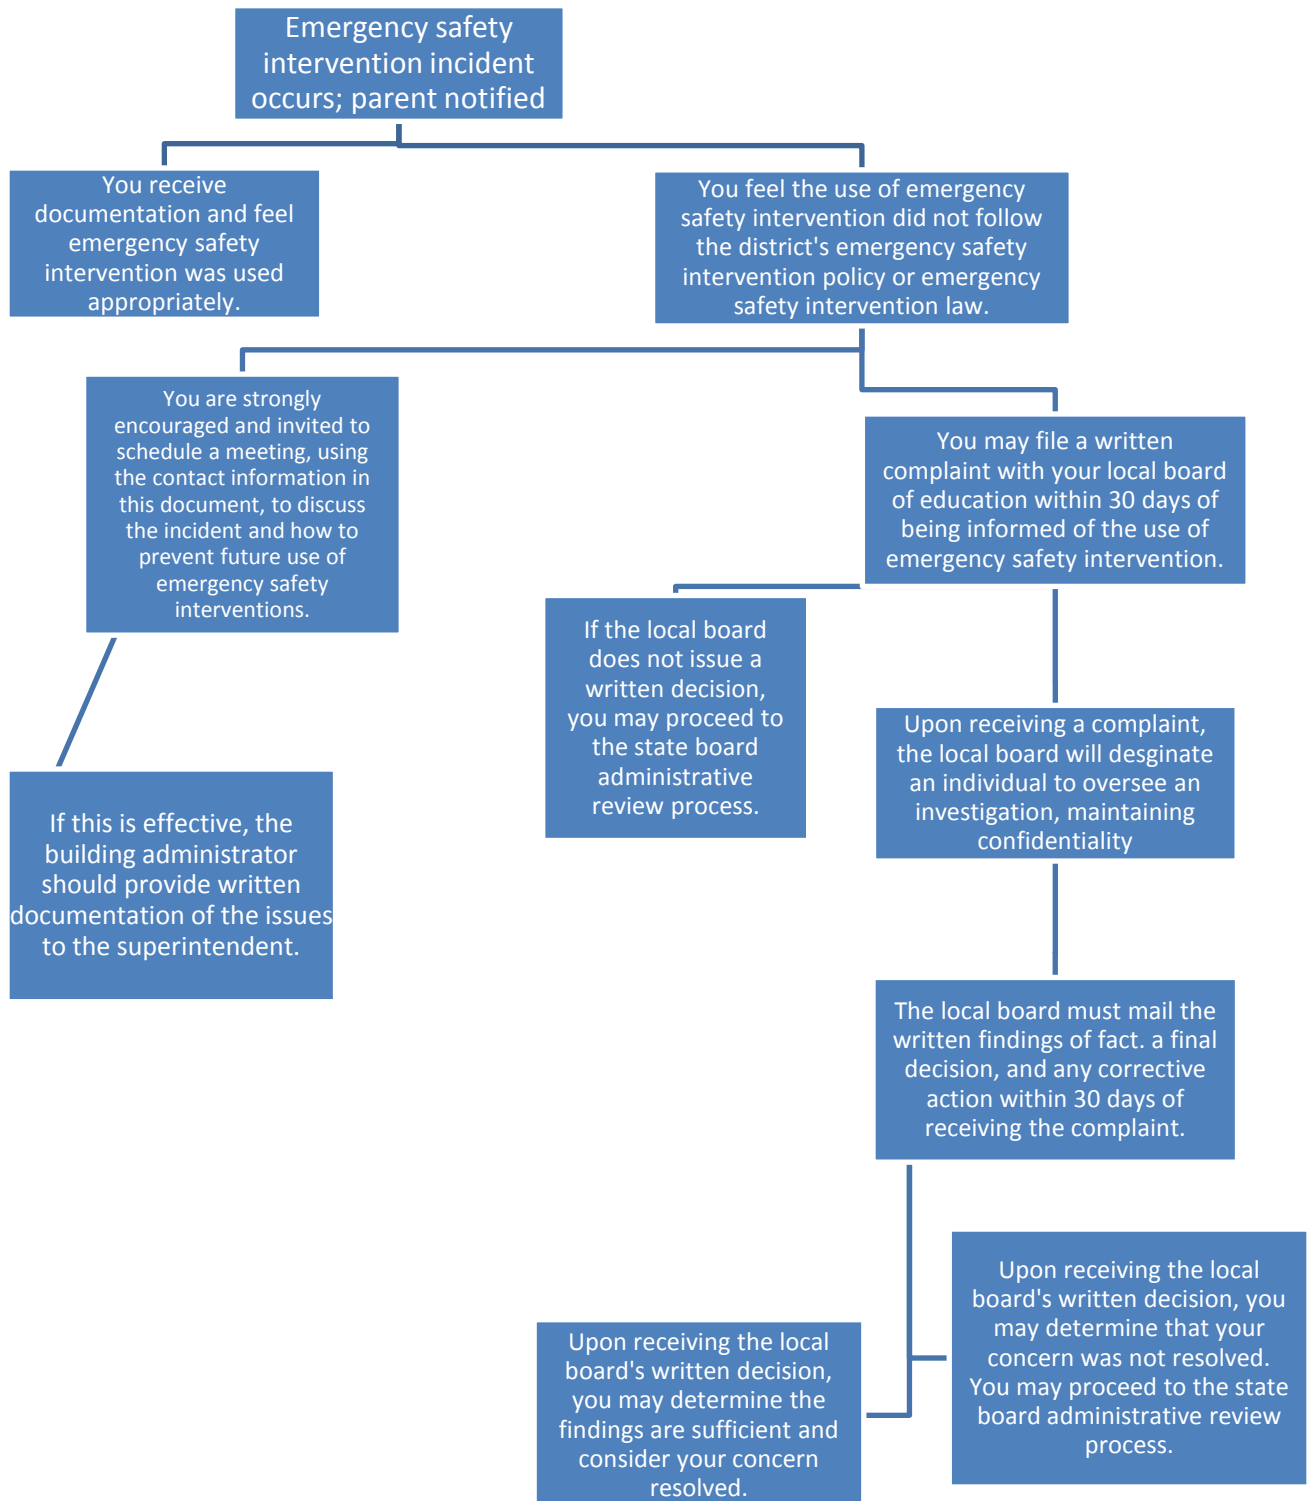 Emergency safety
intervention incident
occurs; parent notified
You receive
documentation and feel
emergency safety
intervention was used
appropriately.
You feel the use of emergency
safety intervention did not follow
the district's emergency safety
intervention policy or emergency
safety intervention law.
You are strongly
encouraged and invited to
schedule a meeting, using
the contact information in
this document, to discuss
the incident and how to
prevent future use of
emergency safety
interventions.
You may file a written
complaint with your local board
of education within 30 days of
being informed of the use of
emergency safety intervention.
If the local board
does not issue a
written decision,
you may proceed to
the state board
administrative
review process.
Upon receiving a complaint,
the local board will desginate
an individual to oversee an
investigation, maintaining
confidentiality
If this is effective, the
building administrator
should provide written
documentation of the issues
to the superintendent.
The local board must mail the
written findings of fact. a final
decision, and any corrective
action within 30 days of
receiving the complaint.
Upon receiving the local
board's written decision, you
may determine that your
concern was not resolved.
You may proceed to the state
board administrative review
process.
Upon receiving the local
board's written decision,
you may determine the
findings are sufficient and
consider your concern
resolved.